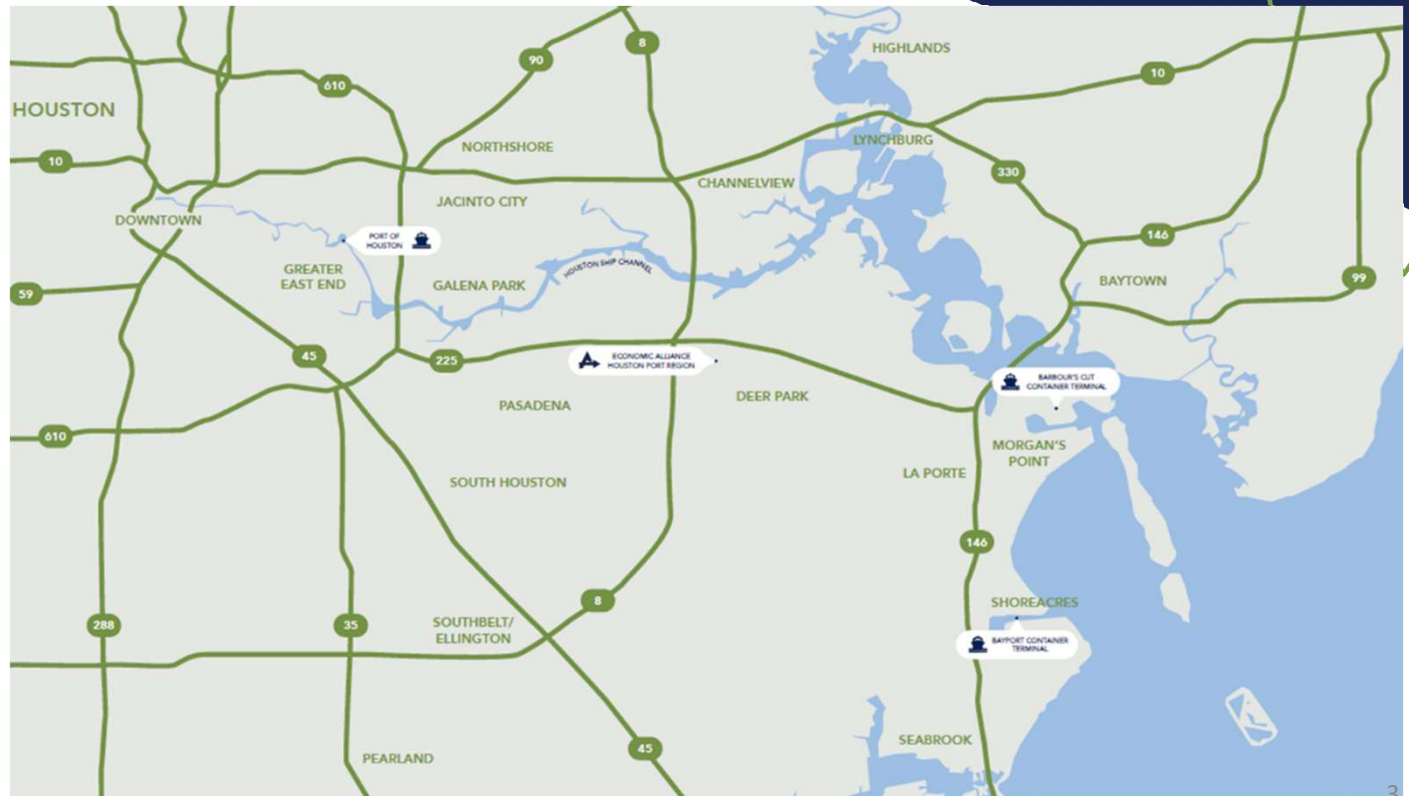 HIGHLANDS
8
90
10
610
HOUSTON
LYNCHBURG
NORTHSHORE
10
330
CHANNELVIEW
JACINTO CITY
DOWNTOWN
146
PORT OF
HOUSTON
HOUSTON SHIP CHANNEL
GREATER
EAST END
GALENA PARK
BAYTOWN
99
59
45
225
ECONOMIC ALLIANCE
HOUSTON PORT REGION
BARBOUR'S CUT
CONTAINER TERMINAL
DEER PARK
PASADENA
610
MORGAN'S
POINT
LA PORTE
SOUTH HOUSTON
146
8
SHOREACRES
288
35
SOUTHBELT/
ELLINGTON
BAYPORT CONTAINER
TERMINAL
SEABROOK
45
PEARLAND
3